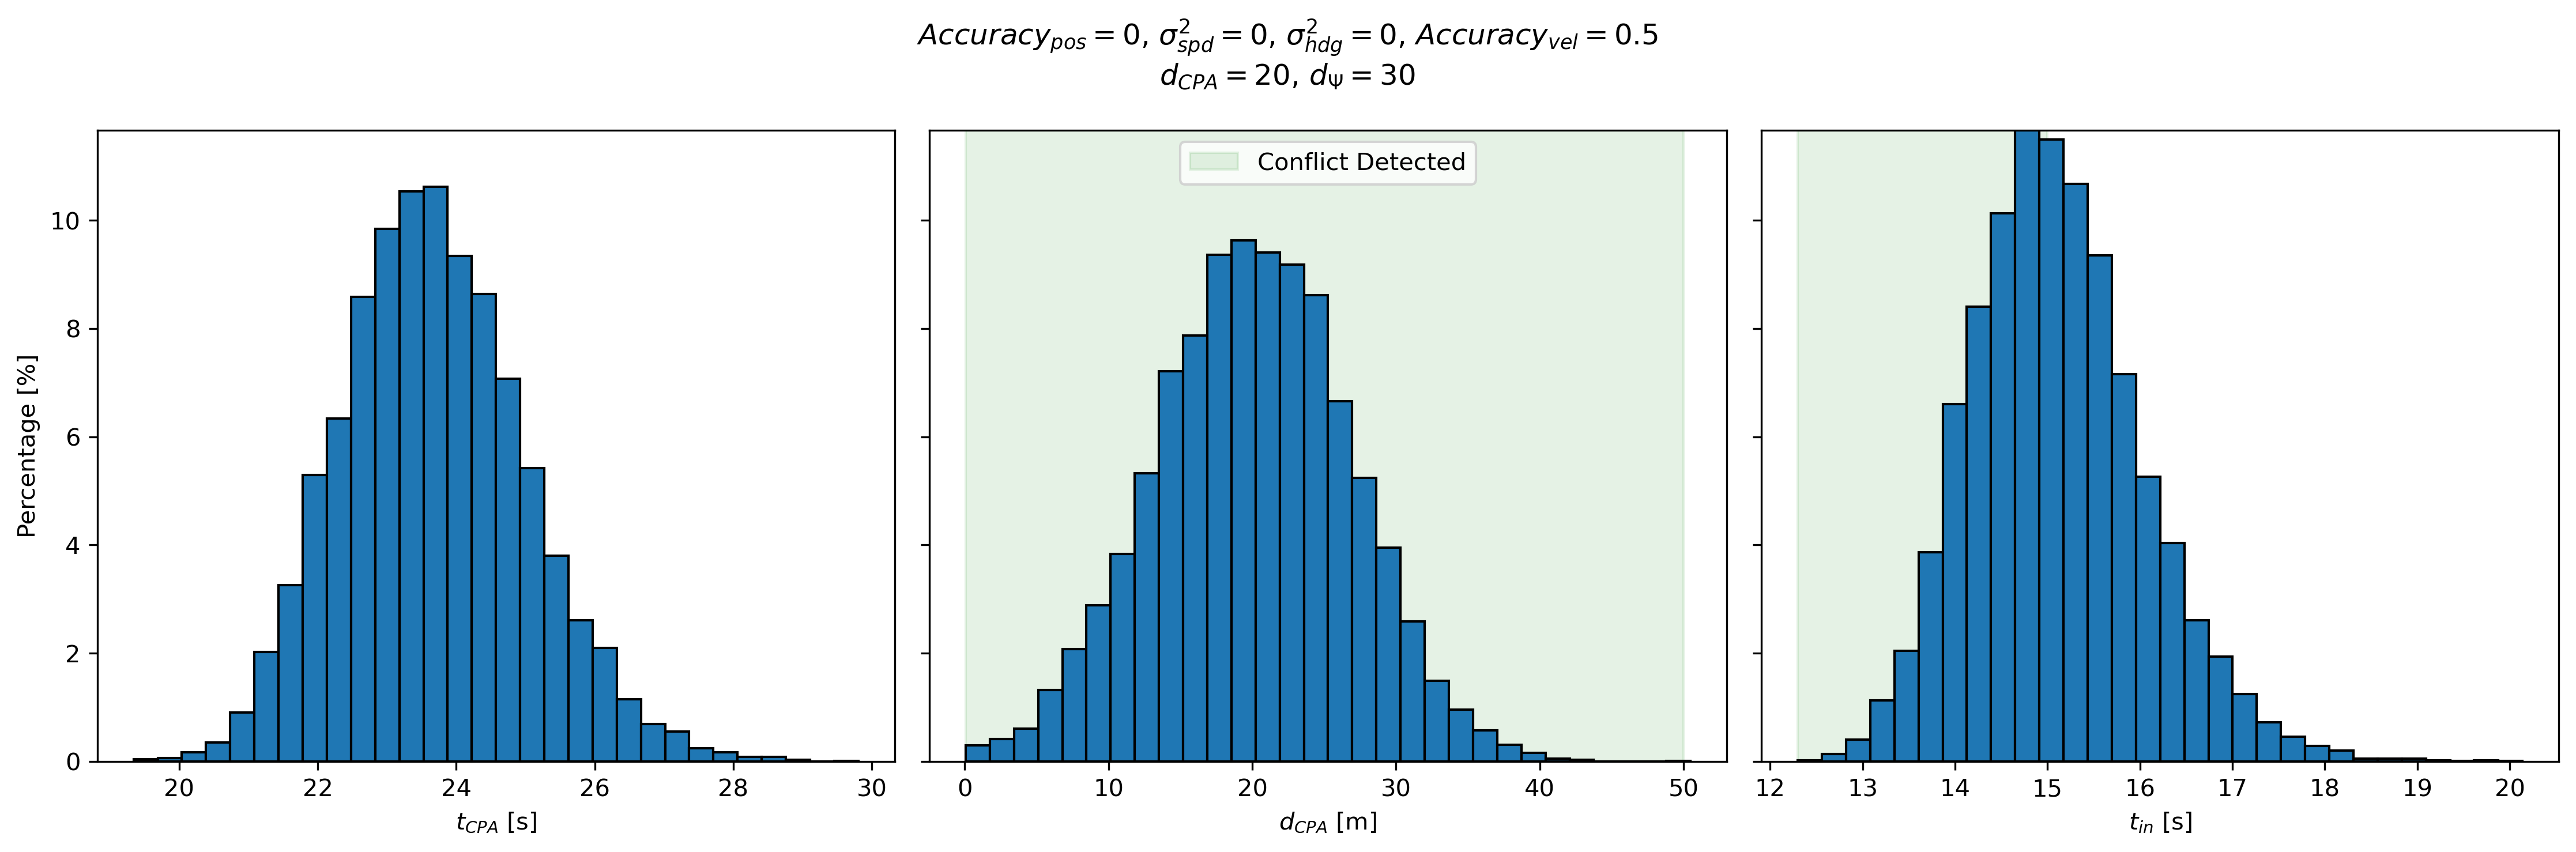 Accuracy_pos = 0, σ²_spd = 0, σ²_hdg = 0, Accuracy_vel = 0.5
d_CPA = 20, d_Ψ = 30
Percentage [%]
10
8
6
4
2
0
20 22 24 26 28 30
t_CPA [s]
Conflict Detected
0 10 20 30 40 50
d_CPA [m]
12 13 14 15 16 17 18 19 20
t_in [s]